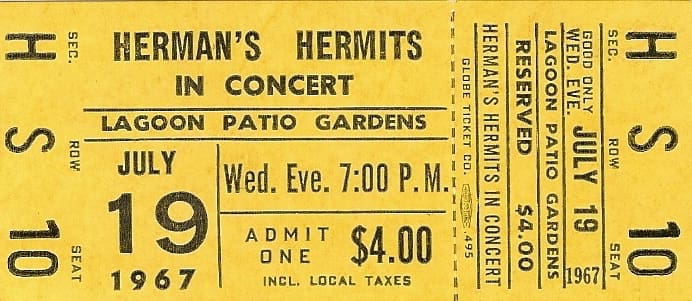 SEC.
H
ROW
S
SEAT
10
HERMAN'S HERMITS
IN CONCERT
LAGOON PATIO GARDENS
JULY
19
1967
Wed. Eve. 7:00 P.M.
ADMIT
ONE
$4.00
INCL. LOCAL TAXES
GLOBE TICKET CO.
.495
HERMAN'S HERMITS IN CONCERT
RESERVED $4.00
LAGOON PATIO GARDENS
GOOD ONLY
WED. EVE. JULY 19
1967
SEC.
H
ROW
S
SEAT
10